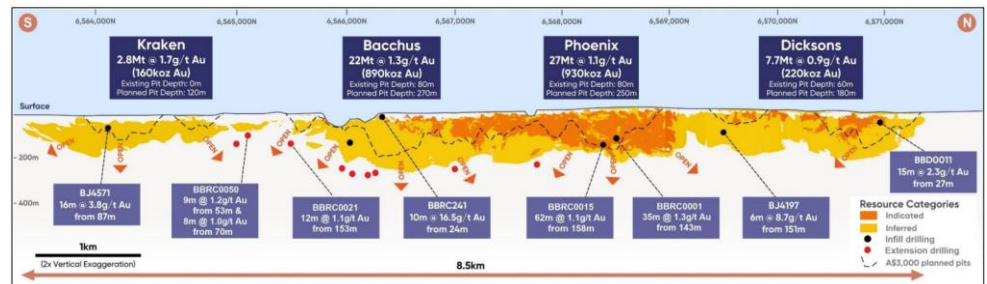 6,564,000N 6,565,000N 6,566,000N 6,567,000N 6,568,000N 6,569,000N 6,570,000N 6,571,000N
S
N
Kraken
2.8Mt @ 1.7g/t Au
(160koz Au)
Existing Pit Depth: 0m
Planned Pit Depth: 120m
Bacchus
22Mt @ 1.3g/t Au
(890koz Au)
Existing Pit Depth: 80m
Planned Pit Depth: 270m
Phoenix
27Mt @ 1.1g/t Au
(930koz Au)
Existing Pit Depth: 80m
Planned Pit Depth: 250m
Dicksons
7.7Mt @ 0.9g/t Au
(220koz Au)
Existing Pit Depth: 60m
Planned Pit Depth: 180m
Surface
- 200m
- 400m
OPEN
OPEN
OPEN
OPEN
OPEN
OPEN
OPEN
OPEN
OPEN
OPEN
BJ4571
16m @ 3.8g/t Au
from 87m
BBRC0050
9m @ 1.2g/t Au
from 53m &
8m @ 1.0g/t Au
from 70m
BBRC0021
12m @ 1.1g/t Au
from 153m
BBRC241
10m @ 16.5g/t Au
from 24m
BBRC0015
62m @ 1.1g/t Au
from 158m
BBRC0001
35m @ 1.3g/t Au
from 143m
BJ4197
6m @ 8.7g/t Au
from 151m
BBD0011
15m @ 2.3g/t Au
from 27m
Resource Categories
Indicated
Inferred
Infill drilling
Extension drilling
A$3,000 planned pits
1km
(2x Vertical Exaggeration)
8.5km